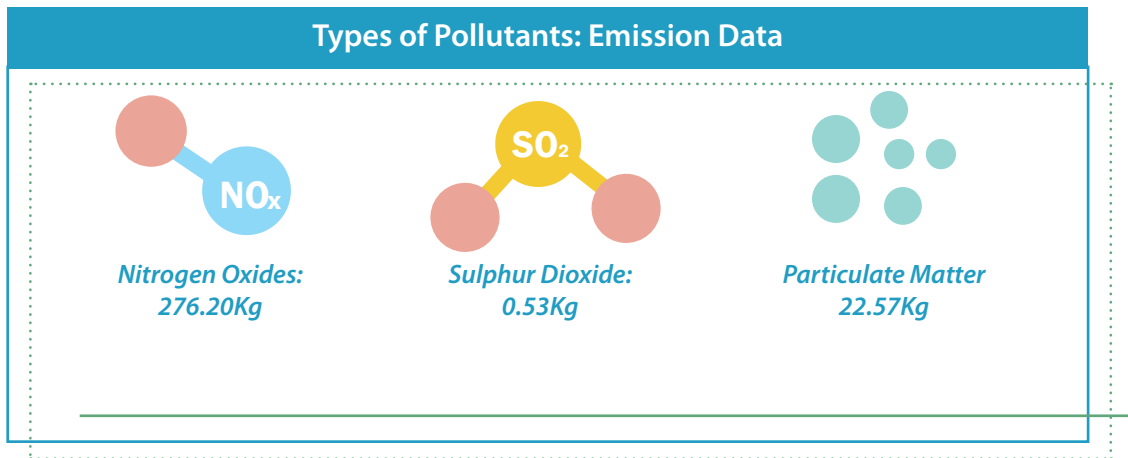 Types of Pollutants: Emission Data
NOx
SO₂
Nitrogen Oxides:
276.20Kg
Sulphur Dioxide:
0.53Kg
Particulate Matter
22.57Kg